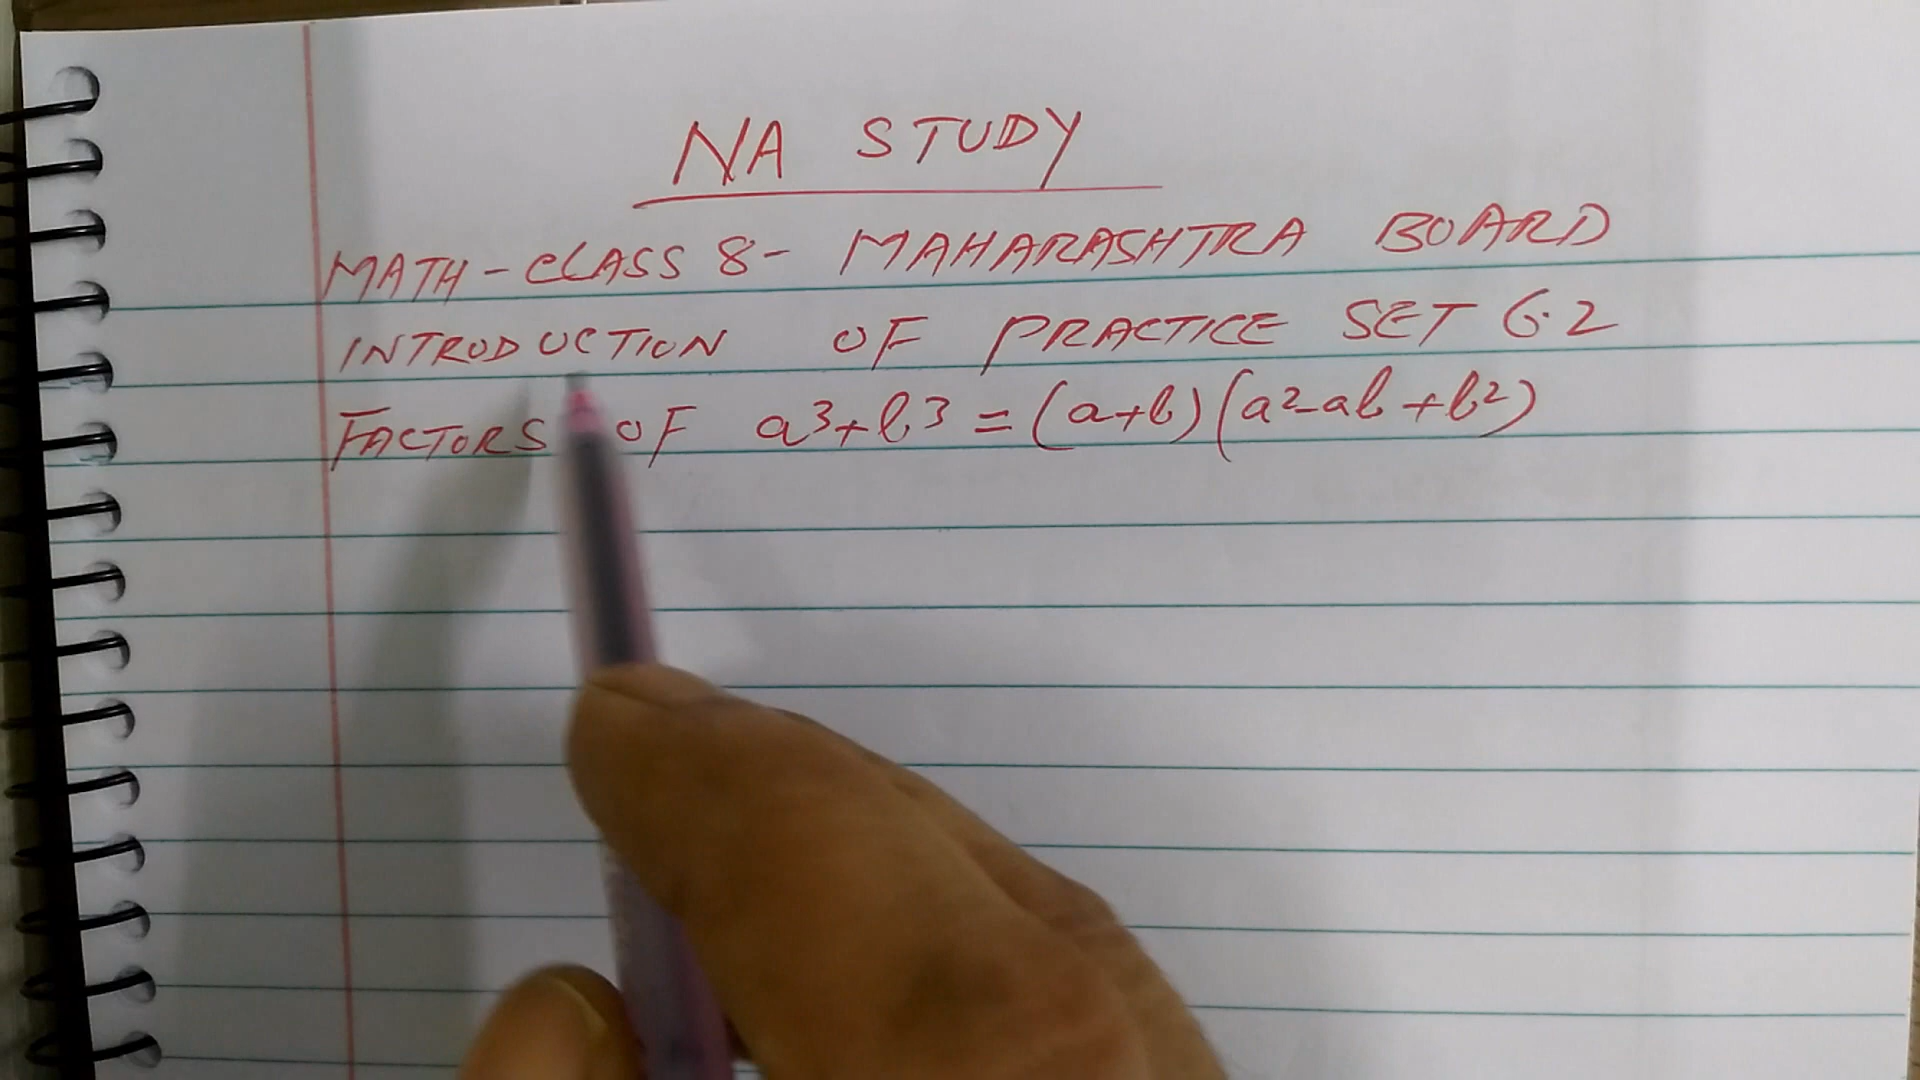 NA STUDY
MATH - CLASS 8 - MAHARASHTRA BOARD
INTRODUCTION OF PRACTICE SET 6.2
FACTORS OF a³+b³ = (a+b)(a²-ab+b²)